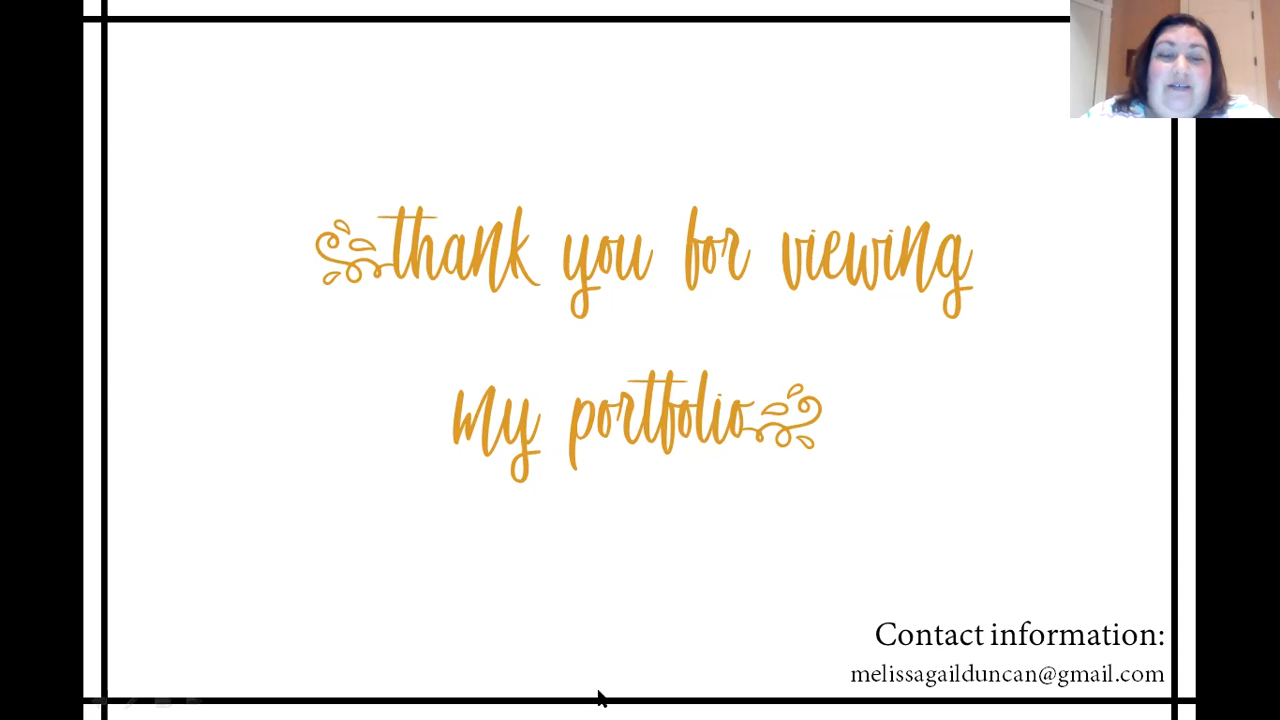 thank you for viewing
my portfolio
Contact information:
melissagailduncan@gmail.com